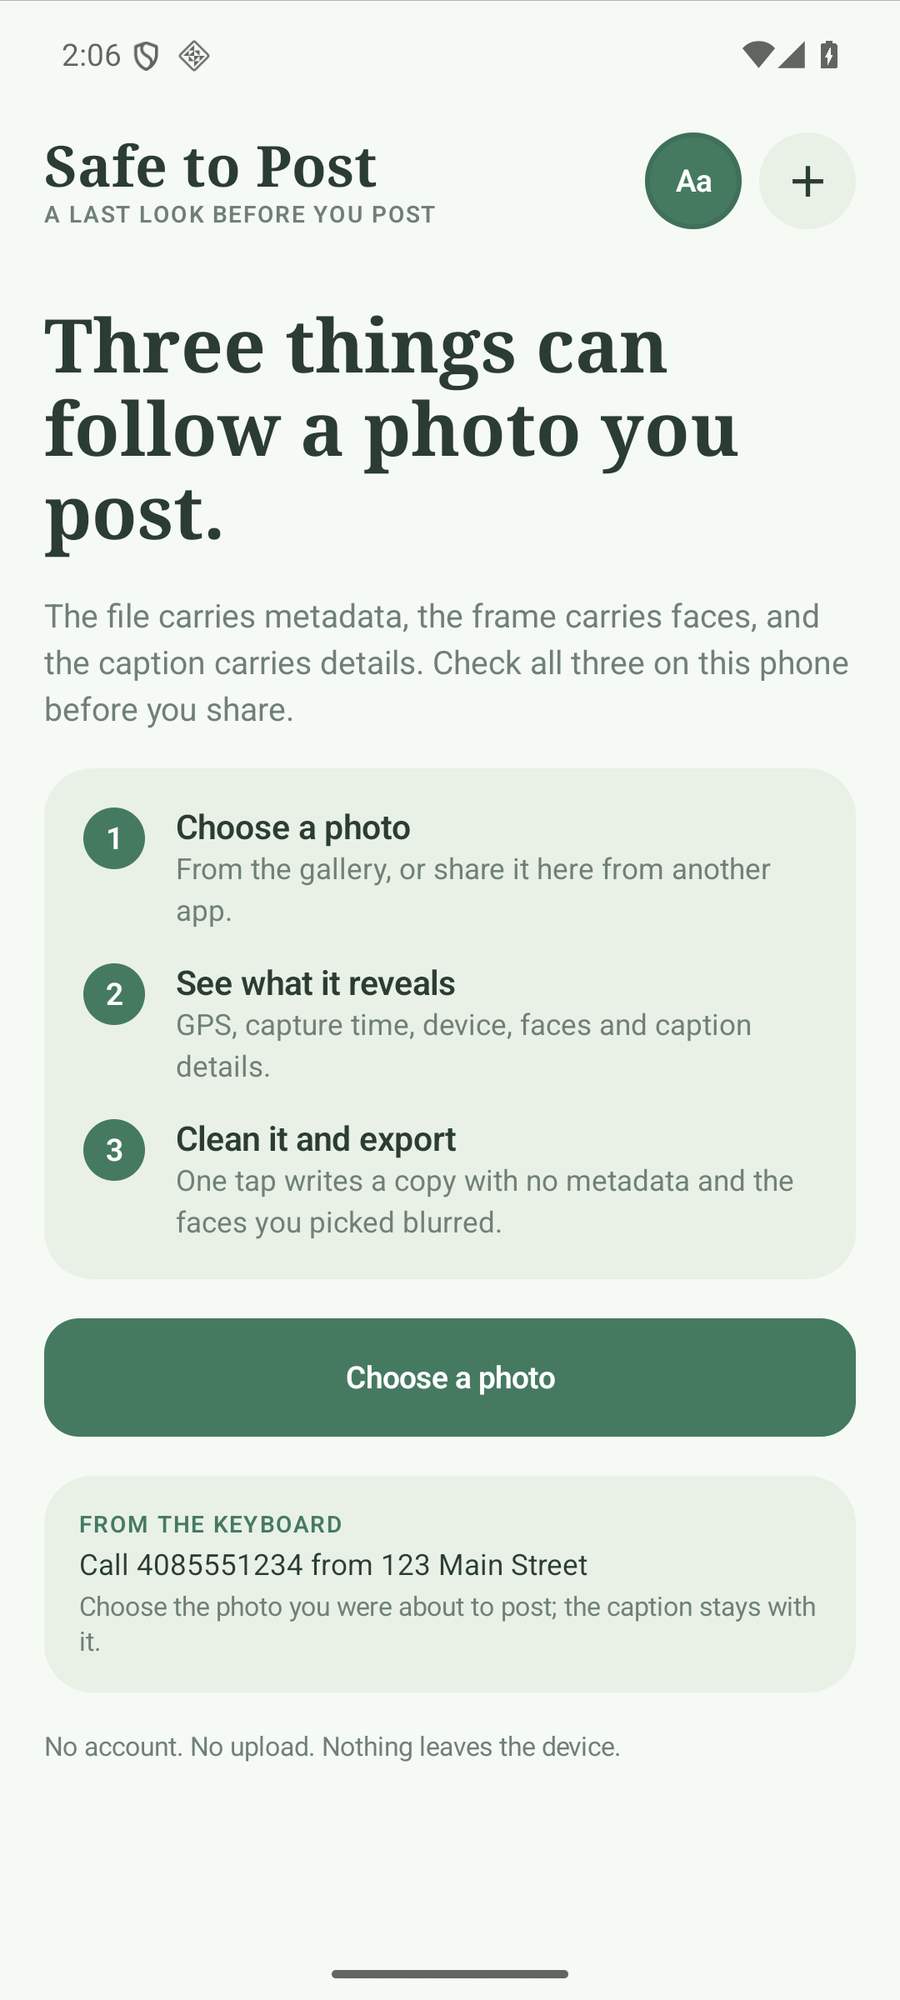 2:06
Safe to Post
A LAST LOOK BEFORE YOU POST
Aa
+
Three things can
follow a photo you
post.
The file carries metadata, the frame carries faces, and
the caption carries details. Check all three on this phone
before you share.
1
Choose a photo
From the gallery, or share it here from another
app.
2
See what it reveals
GPS, capture time, device, faces and caption
details.
3
Clean it and export
One tap writes a copy with no metadata and the
faces you picked blurred.
Choose a photo
FROM THE KEYBOARD
Call 4085551234 from 123 Main Street
Choose the photo you were about to post; the caption stays with
it.
No account. No upload. Nothing leaves the device.